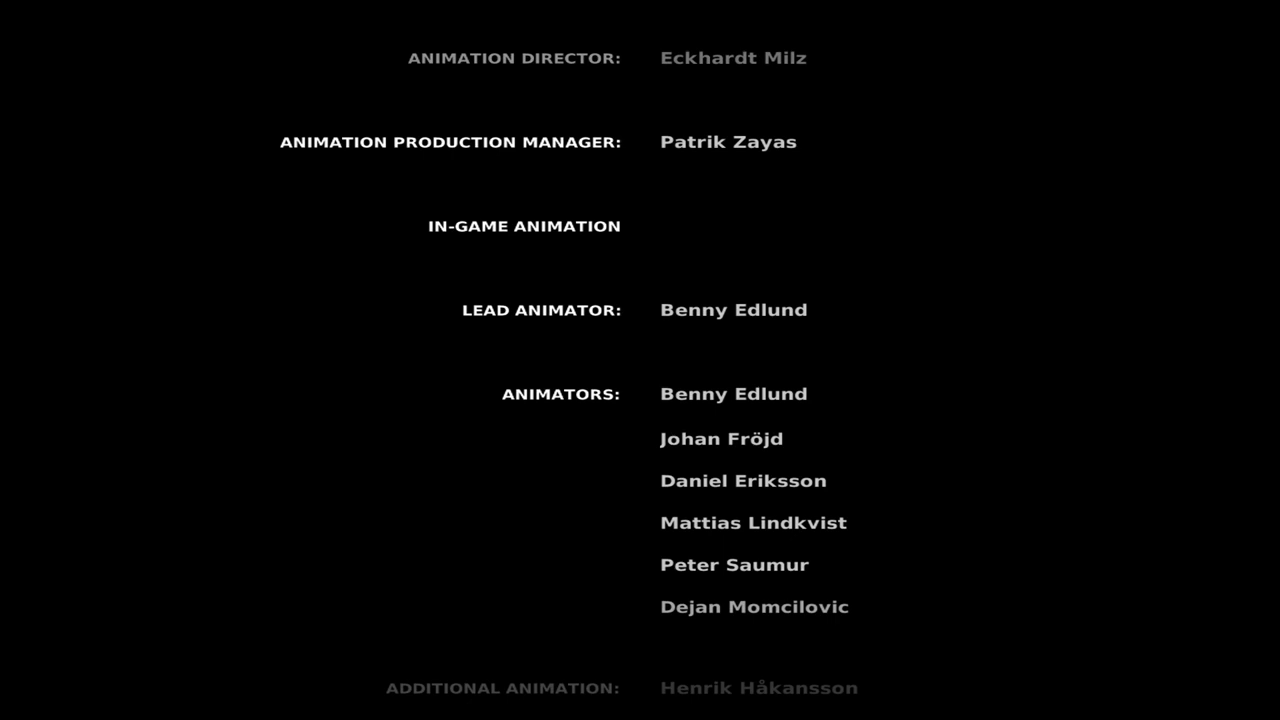 ANIMATION DIRECTOR: Eckhardt Milz
ANIMATION PRODUCTION MANAGER: Patrik Zayas
IN-GAME ANIMATION
LEAD ANIMATOR: Benny Edlund
ANIMATORS: Benny Edlund
Johan Fröjd
Daniel Eriksson
Mattias Lindkvist
Peter Saumur
Dejan Momcilovic
ADDITIONAL ANIMATION: Henrik Håkansson